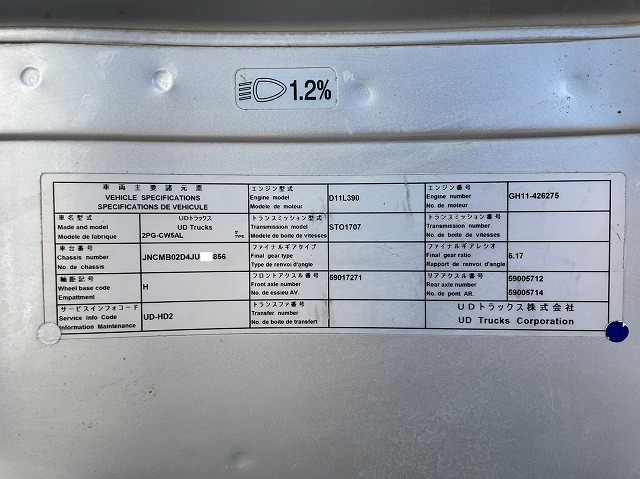 1.2%
車両主要諸元票
VEHICLE SPECIFICATIONS
SPECIFICATIONS DE VEHICULE
車名型式
Made and model
Modele de fabrique
UDトラックス
UD Trucks
2PG-CW5AL
TYPE
車台番号
Chassis number
No. de chassis
JNCMB02D4JU 856
軸距記号
Wheel base code
Empattment
H
サービスインフォコード
Service Info Code
Information Maintenance
UD-HD2
エンジン型式
Engine model
Modele de moteur
D11L390
トランスミッション型式
Transmission model
Modele de boite de vitesses
STO1707
ファイナルギアタイプ
Final gear type
Type de renvoi d'angle
フロントアクスル番号
Front axle number
No. de essieu AV.
59017271
トランスファ番号
Transfer number
No. de boite de transfert
エンジン番号
Engine number
No. de moteur
GH11-426275
トランスミッション番号
Transmission number
No. de boite de vitesses
ファイナルギアレシオ
Final gear ratio
Rapport de renvoi d'angle
6.17
リアアクスル番号
Rear axle number
No. de pont AR.
59005712
59005714
UDトラックス株式会社
UD Trucks Corporation